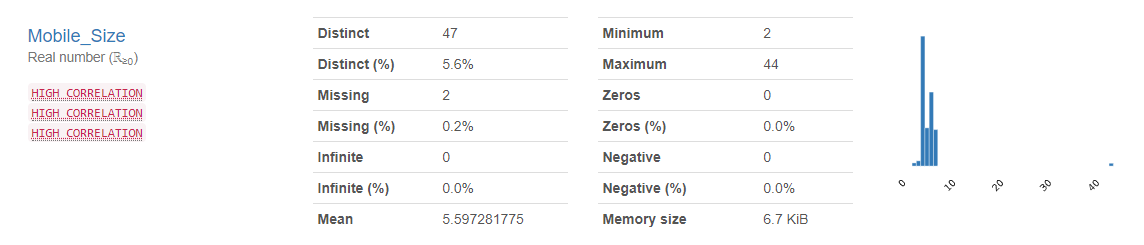 Mobile_Size
Real number (ℝ≥0)
HIGH CORRELATION
HIGH CORRELATION
HIGH CORRELATION
Distinct 47
Distinct (%) 5.6%
Missing 2
Missing (%) 0.2%
Infinite 0
Infinite (%) 0.0%
Mean 5.597281775
Minimum 2
Maximum 44
Zeros 0
Zeros (%) 0.0%
Negative 0
Negative (%) 0.0%
Memory size 6.7 KiB
0 10 20 30 40